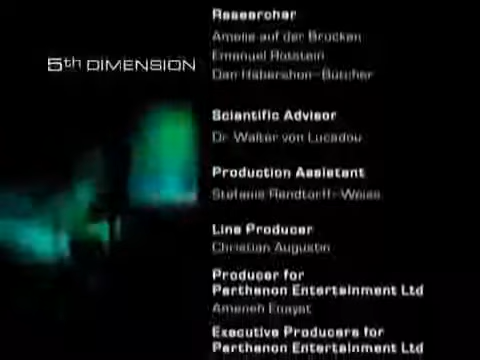 Researcher
Amelie auf der Brucken
Emanuel Rotstein
Dan Habershon-Butcher
5th DIMENSION
Scientific Advisor
Dr Walter von Lucadou
Production Assistant
Stefanie Rendtorff-Weiss
Line Producer
Christian Augustin
Producer for
Parthenon Entertainment Ltd
Ameneh Enayat
Executive Producers for
Parthenon Entertainment Ltd